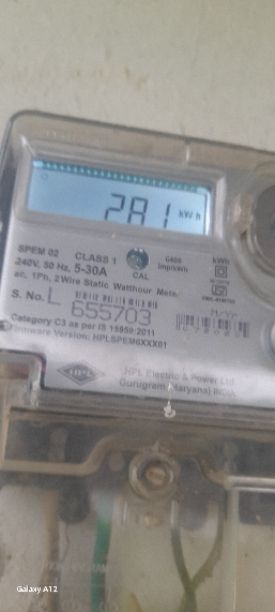 281 kWh
SPEM 02 CLASS 1 6400 imp/kWh kWh
240V, 50 Hz, 5-30A CAL
ac, 1Ph, 2Wire Static Watthour Mete
S. No. L 655703
Category C3 as per IS 15959:2011
Firmware Version: HPLSPEM0XXX01
HPL
HPL Electric & Power Ltd
Gurugram (Haryana) INDIA
Galaxy A12